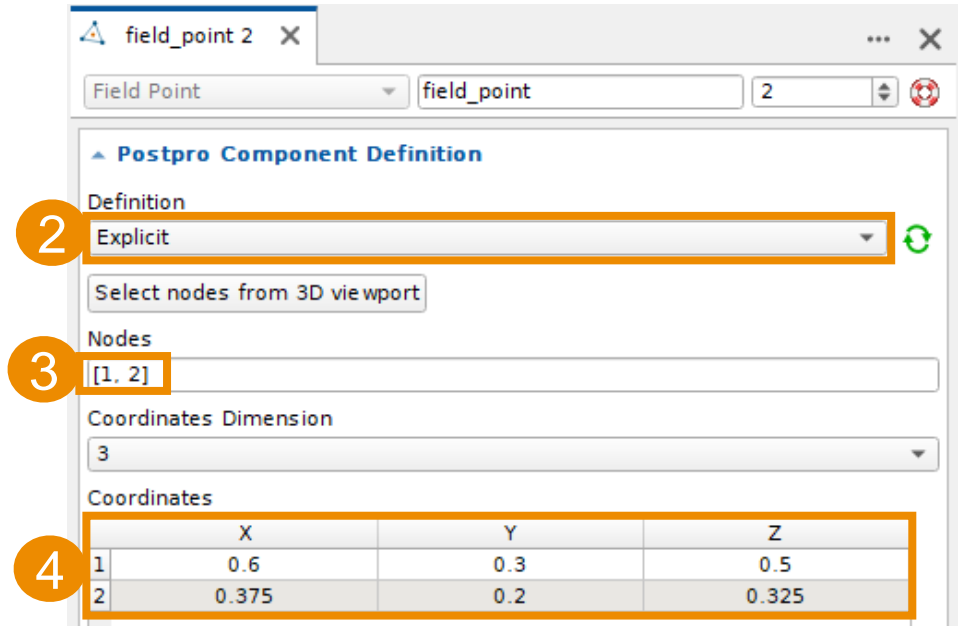 field_point 2
Field Point field_point 2
Postpro Component Definition
Definition
2 Explicit
Select nodes from 3D viewport
Nodes
3 [1, 2]
Coordinates Dimension
3
Coordinates
X Y Z
4
1 0.6 0.3 0.5
2 0.375 0.2 0.325